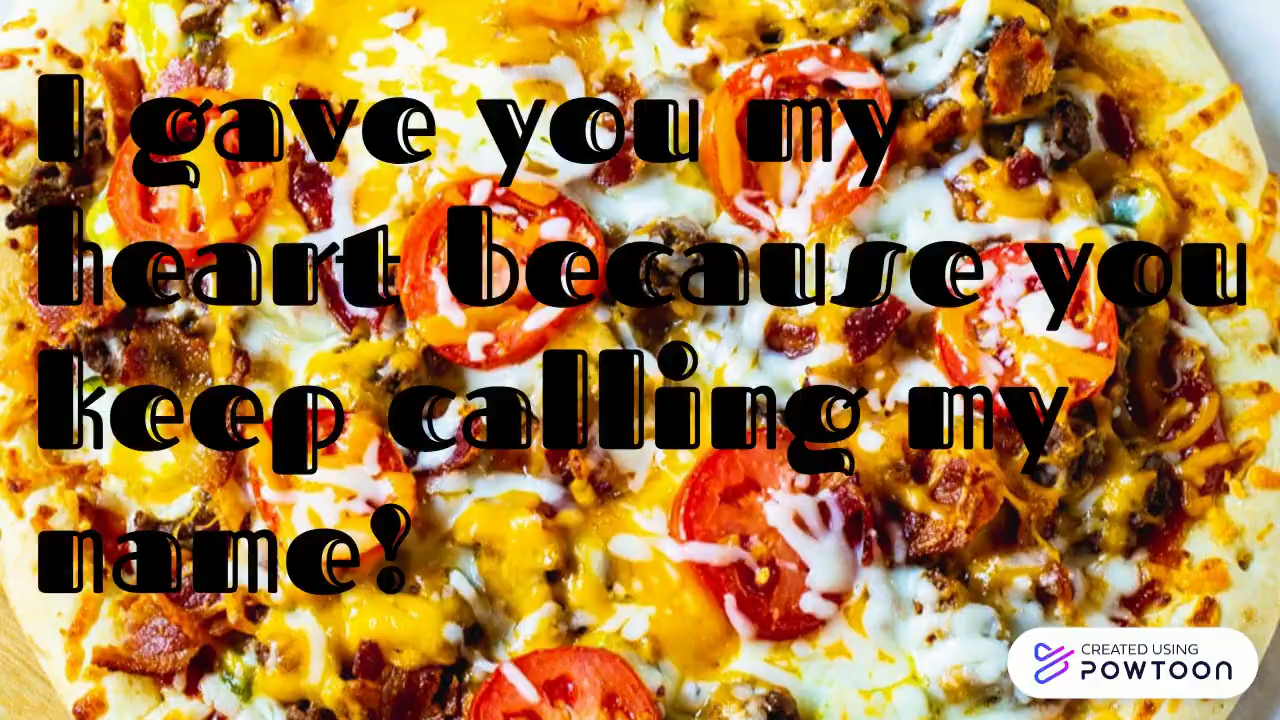 I gave you my
heart because you
keep calling my
name!
CREATED USING
POWTOON